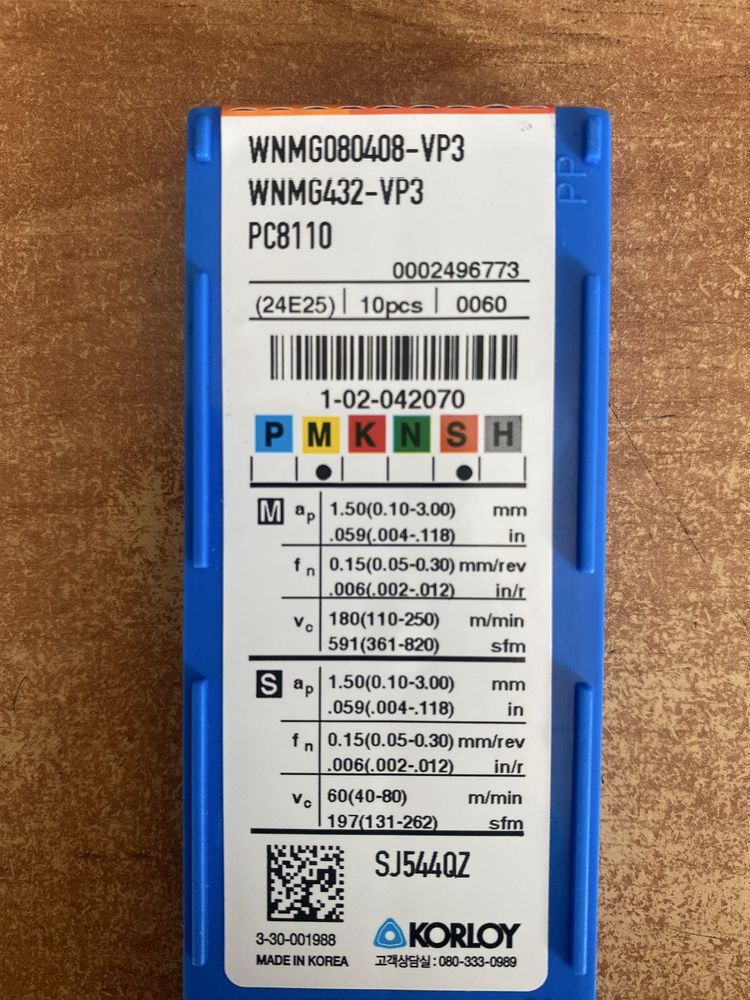 WNMG080408-VP3
WNMG432-VP3
PC8110
0002496773
(24E25) | 10pcs | 0060
1-02-042070
P M K N S H
M ap 1.50(0.10-3.00) mm
.059(.004-.118) in
fn 0.15(0.05-0.30) mm/rev
.006(.002-.012) in/r
vc 180(110-250) m/min
591(361-820) sfm
S ap 1.50(0.10-3.00) mm
.059(.004-.118) in
fn 0.15(0.05-0.30) mm/rev
.006(.002-.012) in/r
vc 60(40-80) m/min
197(131-262) sfm
SJ544QZ
3-30-001988
MADE IN KOREA
KORLOY
고객상담실 : 080-333-0989
PP